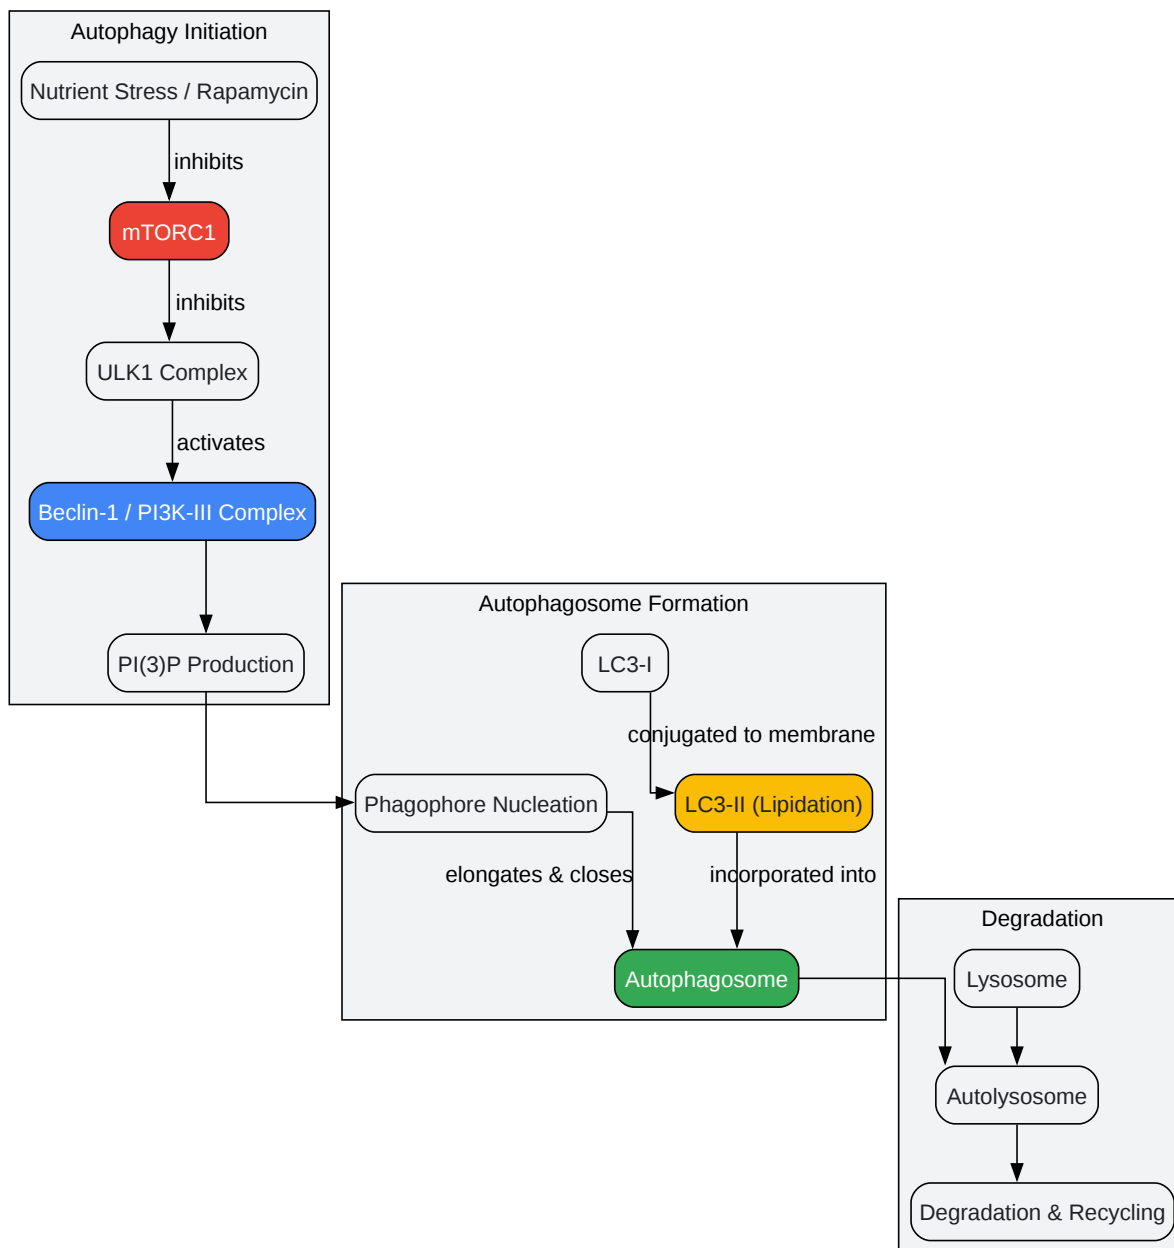 Autophagy Initiation
Nutrient Stress / Rapamycin
inhibits
mTORC1
inhibits
ULK1 Complex
activates
Beclin-1 / PI3K-III Complex
PI(3)P Production
Autophagosome Formation
LC3-I
conjugated to membrane
Phagophore Nucleation
LC3-II (Lipidation)
elongates & closes
incorporated into
Autophagosome
Degradation
Lysosome
Autolysosome
Degradation & Recycling